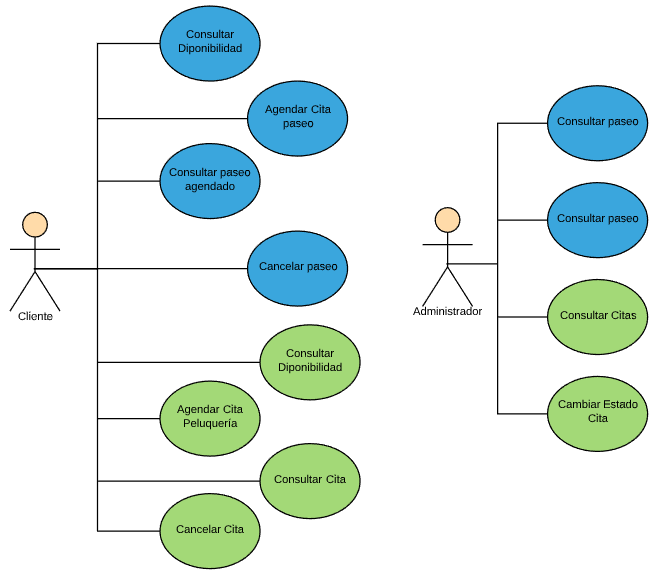 Consultar
Diponibilidad
Agendar Cita
paseo
Consultar paseo
agendado
Cancelar paseo
Cliente
Consultar
Diponibilidad
Agendar Cita
Peluquería
Consultar Cita
Cancelar Cita
Consultar paseo
Consultar paseo
Administrador
Consultar Citas
Cambiar Estado
Cita